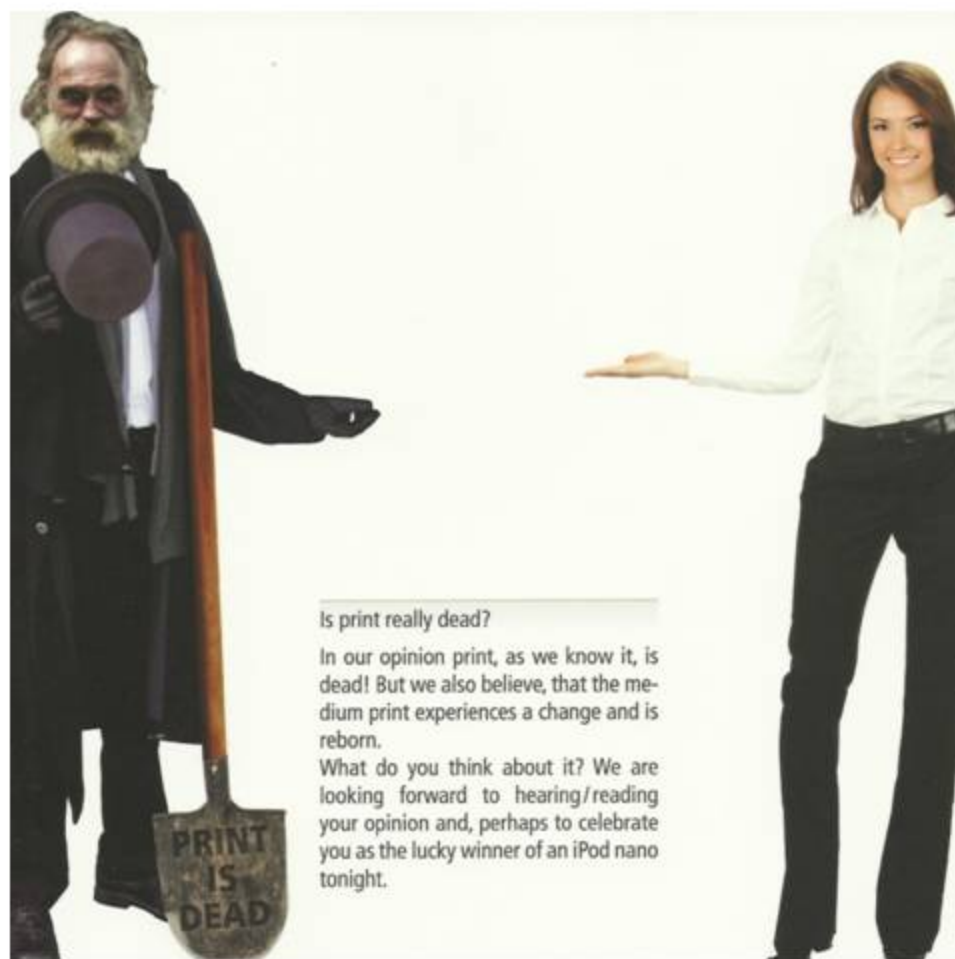 Is print really dead?
In our opinion print, as we know it, is
dead! But we also believe, that the me-
dium print experiences a change and is
reborn.
What do you think about it? We are
looking forward to hearing/reading
your opinion and, perhaps to celebrate
you as the lucky winner of an iPod nano
tonight.
PRINT
IS
DEAD